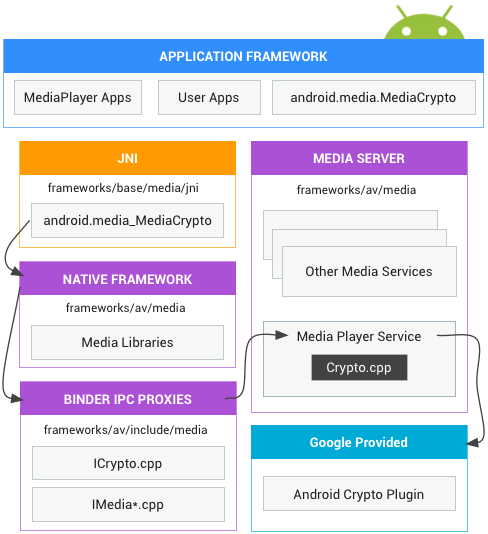 APPLICATION FRAMEWORK
MediaPlayer Apps
User Apps
android.media.MediaCrypto
JNI
frameworks/base/media/jni
android.media_MediaCrypto
NATIVE FRAMEWORK
frameworks/av/media
Media Libraries
BINDER IPC PROXIES
frameworks/av/include/media
ICrypto.cpp
IMedia*.cpp
MEDIA SERVER
frameworks/av/media
Other Media Services
Media Player Service
Crypto.cpp
Google Provided
Android Crypto Plugin